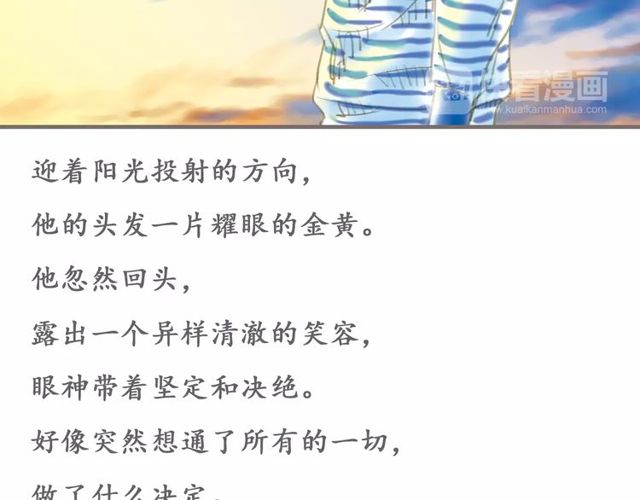 看漫画
www.kuaikanmanhua.com
迎着阳光投射的方向，
他的头发一片耀眼的金黄。
他忽然回头，
露出一个异样清澈的笑容，
眼神带着坚定和决绝。
好像突然想通了所有的一切，
做了什么决定。